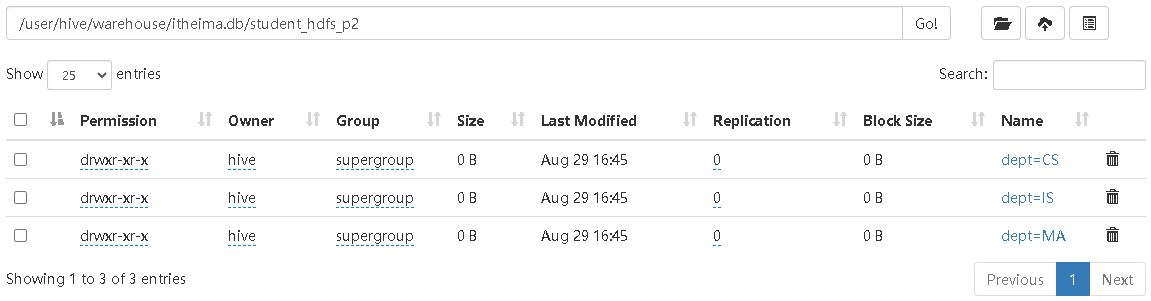 /user/hive/warehouse/itheima.db/student_hdfs_p2 Go!
Show 25 entries Search:
Permission Owner Group Size Last Modified Replication Block Size Name
drwxr-xr-x hive supergroup 0 B Aug 29 16:45 0 0 B dept=CS
drwxr-xr-x hive supergroup 0 B Aug 29 16:45 0 0 B dept=IS
drwxr-xr-x hive supergroup 0 B Aug 29 16:45 0 0 B dept=MA
Showing 1 to 3 of 3 entries Previous 1 Next